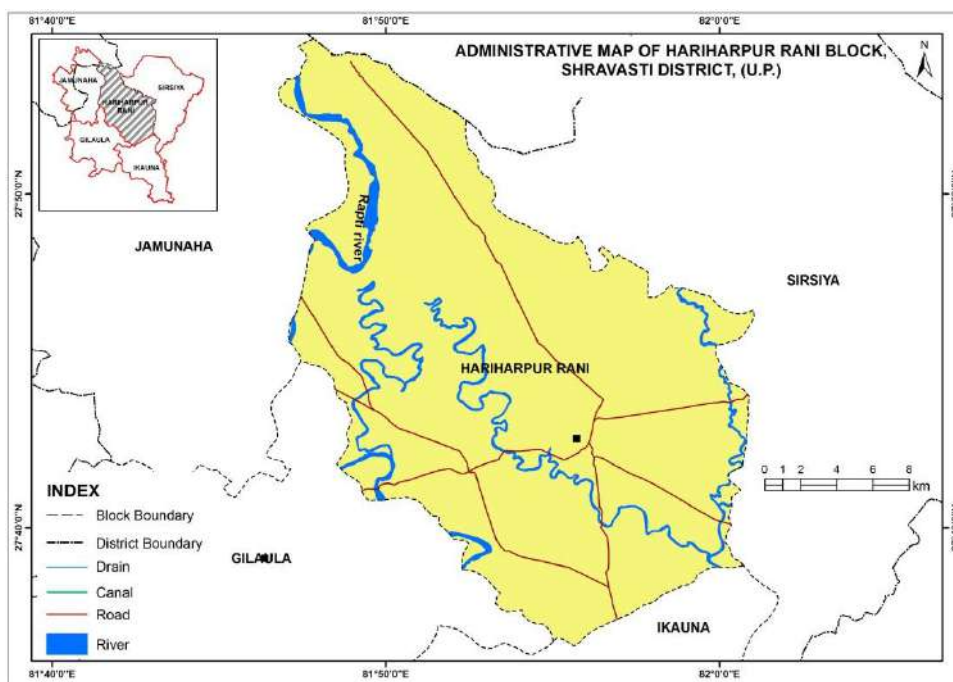 81°40'0"E
81°50'0"E
82°0'0"E
ADMINISTRATIVE MAP OF HARIHARPUR RANI BLOCK,
SHRAVASTI DISTRICT, (U.P.)
N
JAMUNAHA
SIRSIYA
HARIHARPUR
RANI
GILAULA
IKAUNA
27°50'0"N
Rapti river
JAMUNAHA
SIRSIYA
HARIHARPUR RANI
0 1 2 4 6 8
km
INDEX
Block Boundary
District Boundary
Drain
Canal
Road
River
27°40'0"N
GILAULA
IKAUNA
81°40'0"E
81°50'0"E
82°0'0"E